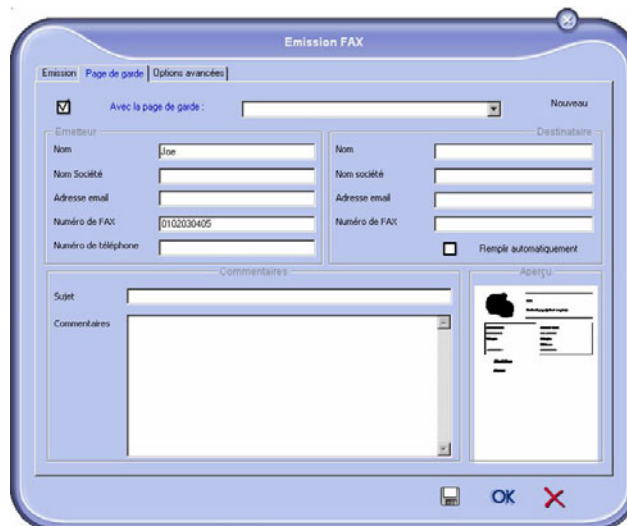 Emission FAX
Emission Page de garde Options avancées
Avec la page de garde : Nouveau
Emetteur
Nom Joe
Nom Société
Adresse email
Numéro de FAX 0102030405
Numéro de téléphone
Destinataire
Nom
Nom société
Adresse email
Numéro de FAX
Remplir automatiquement
Commentaires
Sujet
Commentaires
Aperçu
OK